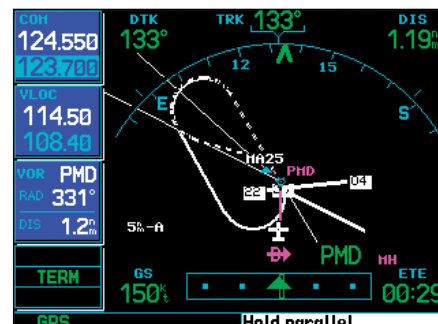 COM
124.550
123.700
VLOC
114.50
108.40
VOR PMD
RAD 331°
DIS 1.2nm
TERM
GPS
DTK 133°
TRK 133°
DIS 1.19nm
12
15
E
S
MA25
PMD
22
04
5nm-A
PMD
MH
GS 150kt
ETE 00:29
Hold parallel